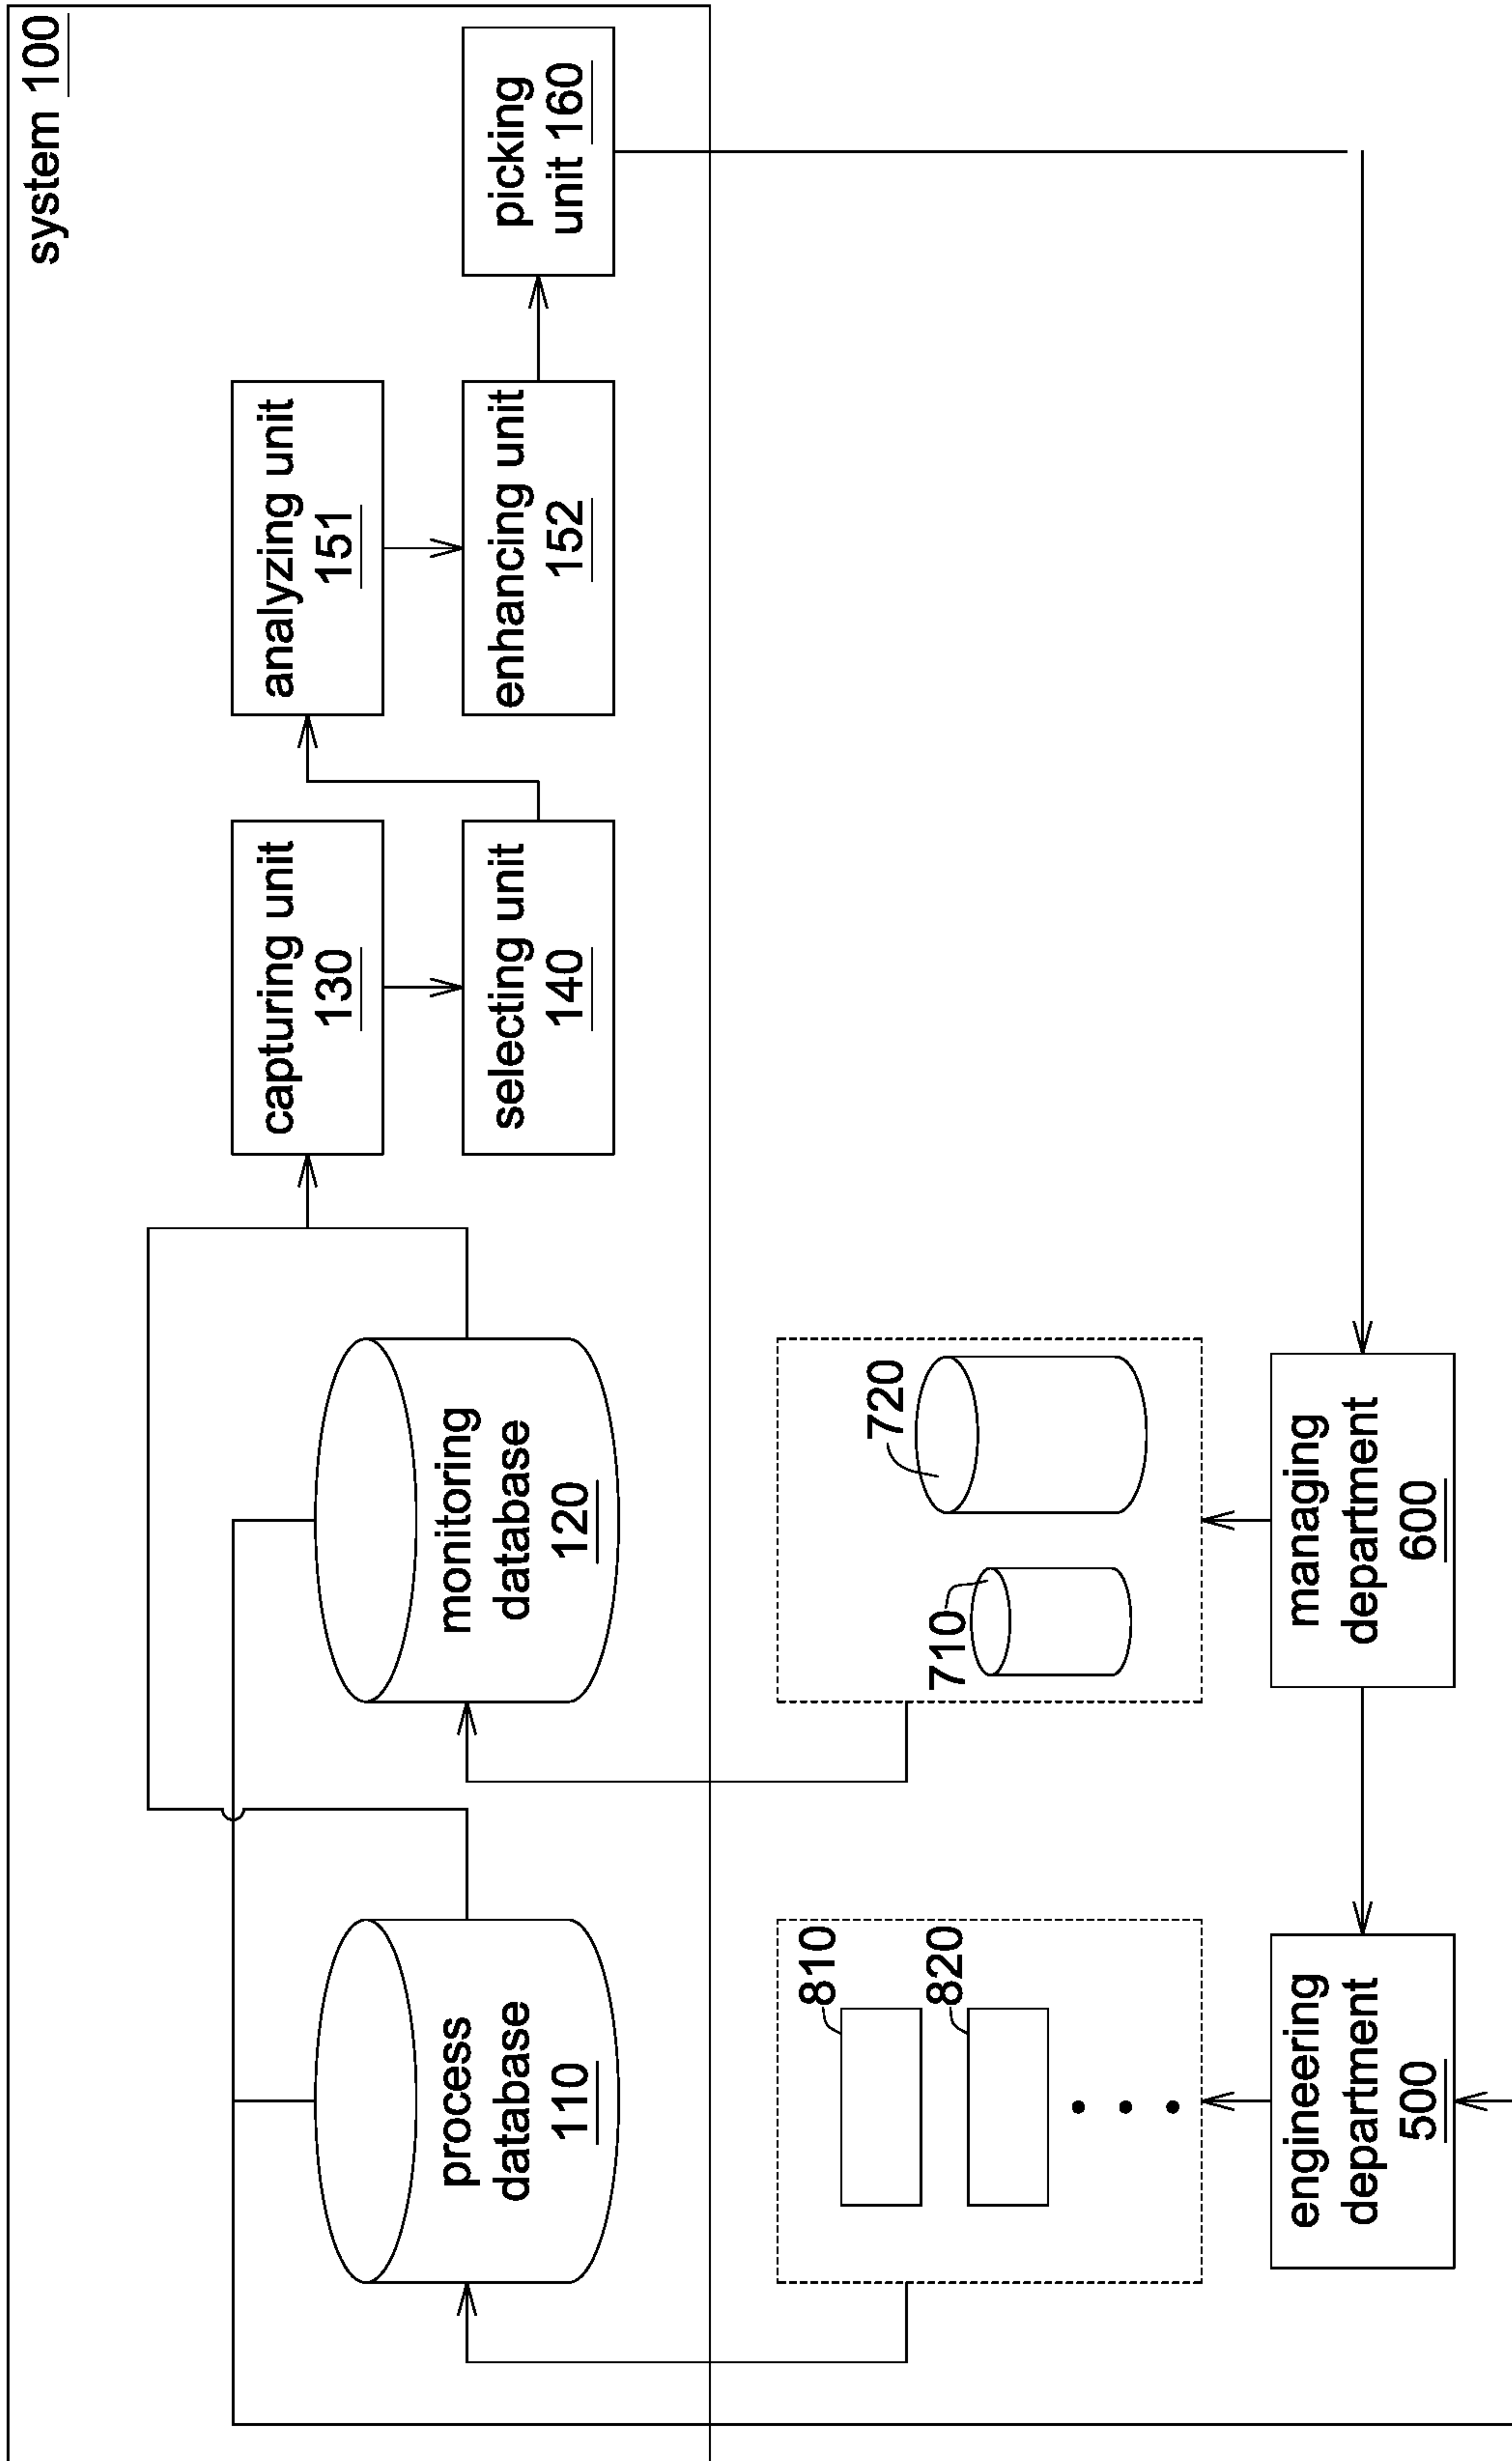 system 100
process
database
110
monitoring
database
120
capturing unit
130
selecting unit
140
analyzing unit
151
enhancing unit
152
picking
unit 160
810
820
710
720
engineering
department
500
managing
department
600